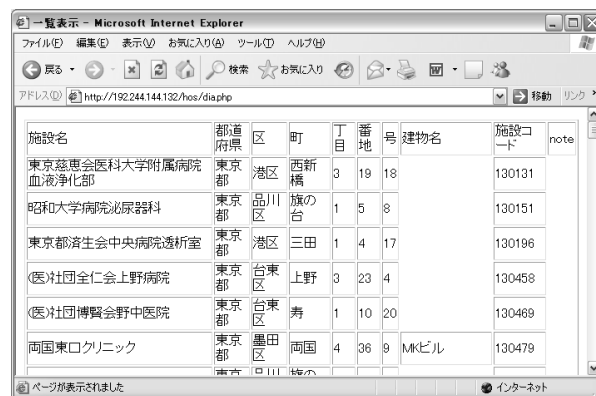 一覧表示 - Microsoft Internet Explorer
ファイル(F) 編集(E) 表示(V) お気に入り(A) ツール(T) ヘルプ(H)
戻る 検索 お気に入り
アドレス(D) http://192.244.144.132/hos/dia.php 移動 リンク »
施設名 都道府県 区 町 丁目 番地 号 建物名 施設コード note
東京慈恵会医科大学附属病院血液浄化部 東京都 港区 西新橋 3 19 18 130131
昭和大学病院泌尿器科 東京都 品川区 旗の台 1 5 8 130151
東京都済生会中央病院透析室 東京都 港区 三田 1 4 17 130196
(医)社団全仁会上野病院 東京都 台東区 上野 3 23 4 130458
(医)社団博賢会野中医院 東京都 台東区 寿 1 10 20 130469
両国東口クリニック 東京都 墨田区 両国 4 36 9 MKビル 130479
ページが表示されました インターネット